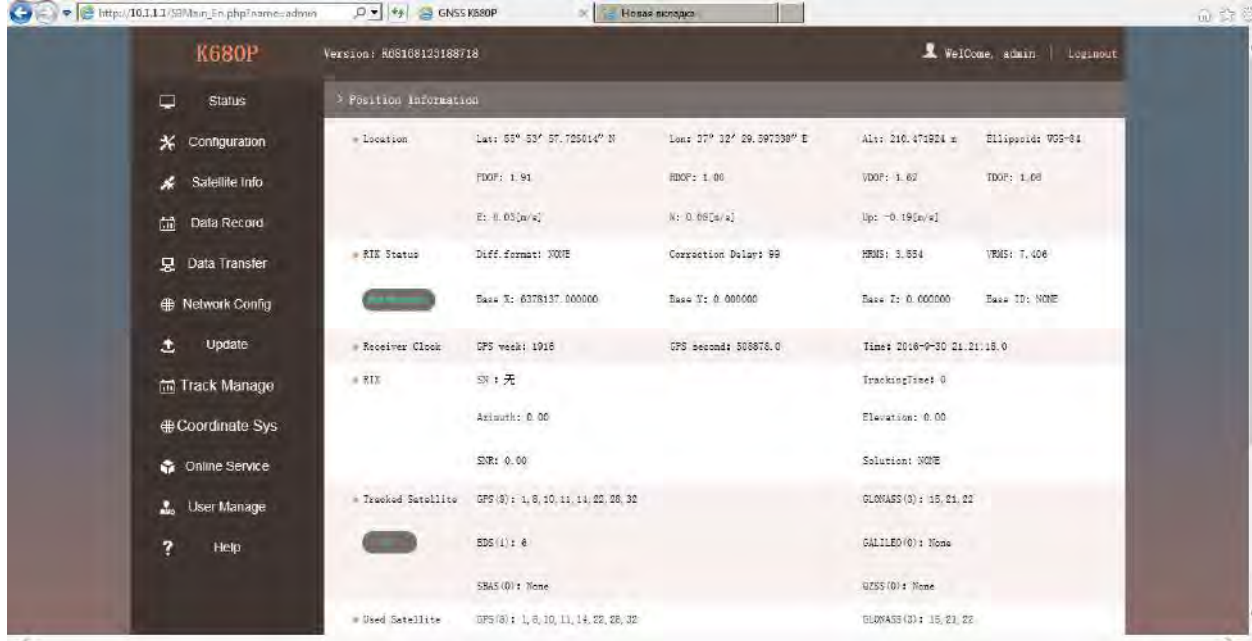 http://10.1.1.1/S9Main_En.php?name=admin GNSS K680P Новая вкладка
K680P Version: R68168123188718 WelCome, admin | Loginout
Status
Configuration
Satellite Info
Data Record
Data Transfer
Network Config
Update
Track Manage
Coordinate Sys
Online Service
User Manage
? Help
> Position Information
Location Lat: 55° 53′ 57.725014″ N Lon: 37° 32′ 29.597338″ E Alt: 210.471924 m Ellipsoid: WGS-84
PDOP: 1.91 HDOP: 1.00 VDOP: 1.62 TDOP: 1.06
E: 0.03[m/s] N: 0.06[m/s] Up: -0.19[m/s]
RTK Status Diff.format: NONE Correction Delay: 99 HRMS: 3.554 VRMS: 7.406
Base X: 6378137.000000 Base Y: 0.000000 Base Z: 0.000000 Base ID: NONE
Receiver Clock GPS week: 1916 GPS second: 508878.0 Time: 2016-9-30 21:21:18.0
RTX SN : 无 TrackingTime: 0
Azimuth: 0.00 Elevation: 0.00
SNR: 0.00 Solution: NONE
Tracked Satellite GPS(8): 1,8,10,11,14,22,28,32 GLONASS(3): 15,21,22
BDS(1): 6 GALILEO(0): None
SBAS(0): None QZSS(0): None
Used Satellite GPS(8): 1,8,10,11,14,22,28,32 GLONASS(3): 15,21,22